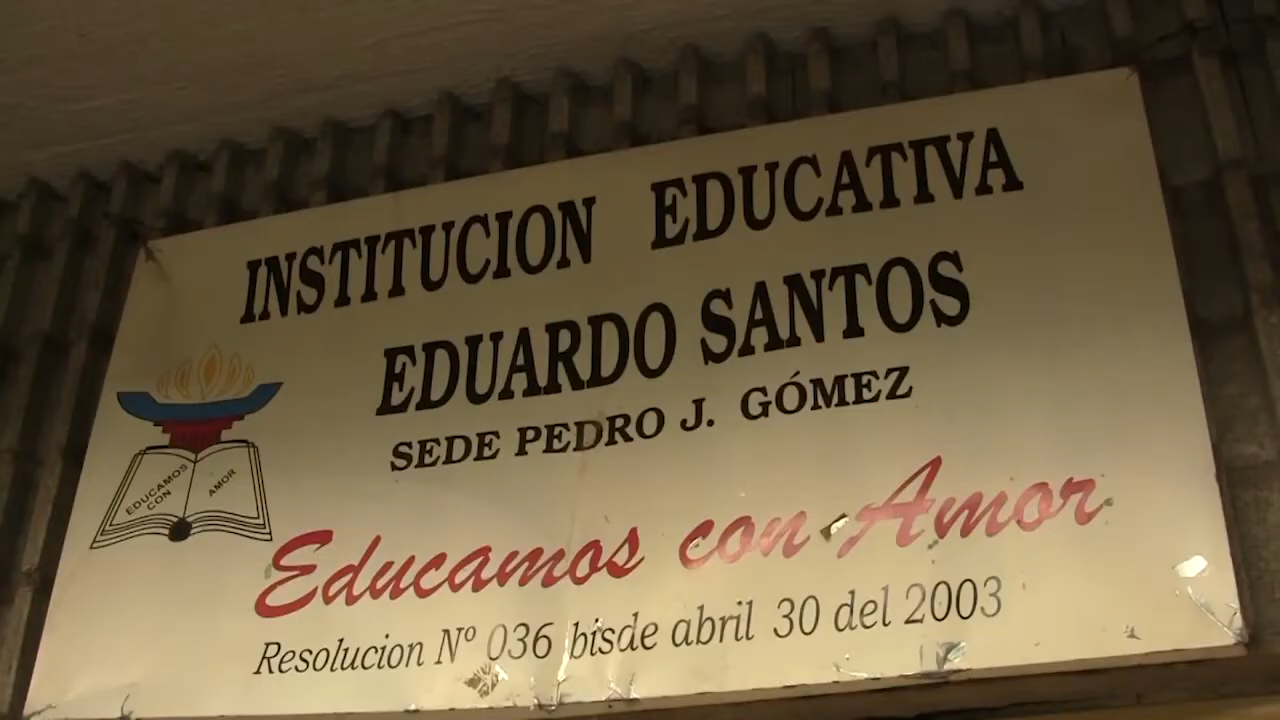 INSTITUCION EDUCATIVA
EDUARDO SANTOS
SEDE PEDRO J. GÓMEZ
EDUCAMOS
CON
AMOR
Educamos con Amor
Resolucion Nº 036 bisde abril 30 del 2003